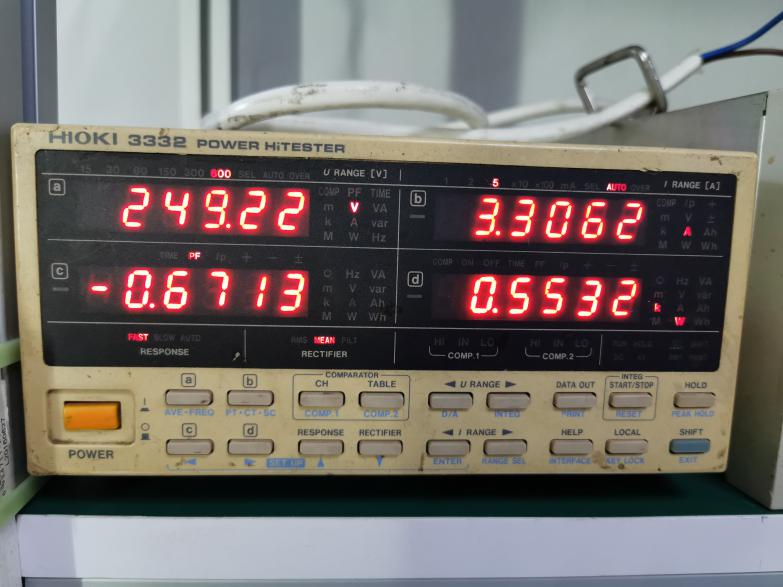 HIOKI 3332 POWER HiTESTER
15 30 60 150 300 600 SEL AUTO OVER U RANGE [V]
1 2 5 x10 x100 mA SEL AUTO OVER I RANGE [A]
a
249.22
COMP PF TIME
m V VA
k A var
M W Hz
b
3.3062
COMP /p +
m V ±
k A Ah
M W Wh
TIME PF /p + - ±
c
-0.6713
Hz VA
m V var
k A Ah
M W Wh
COMP ON OFF TIME PF /p + - ±
d
0.5532
Hz VA
m V var
k A Ah
M W Wh
FAST SLOW AUTO
RESPONSE
RMS MEAN FILT
RECTIFIER
HI IN LO
COMP.1
HI IN LO
COMP.2
POWER
a
AVE•FREQ
b
PT•CT•SC
COMPARATOR
CH
COMP.1
TABLE
COMP.2
◄ U RANGE ►
D/A
INTEG
DATA OUT
PRINT
INTEG
START/STOP
RESET
HOLD
PEAK HOLD
c
d
SET UP
RESPONSE
RECTIFIER
◄ I RANGE ►
ENTER
RANGE SEL
HELP
INTERFACE
LOCAL
KEY LOCK
SHIFT
EXIT